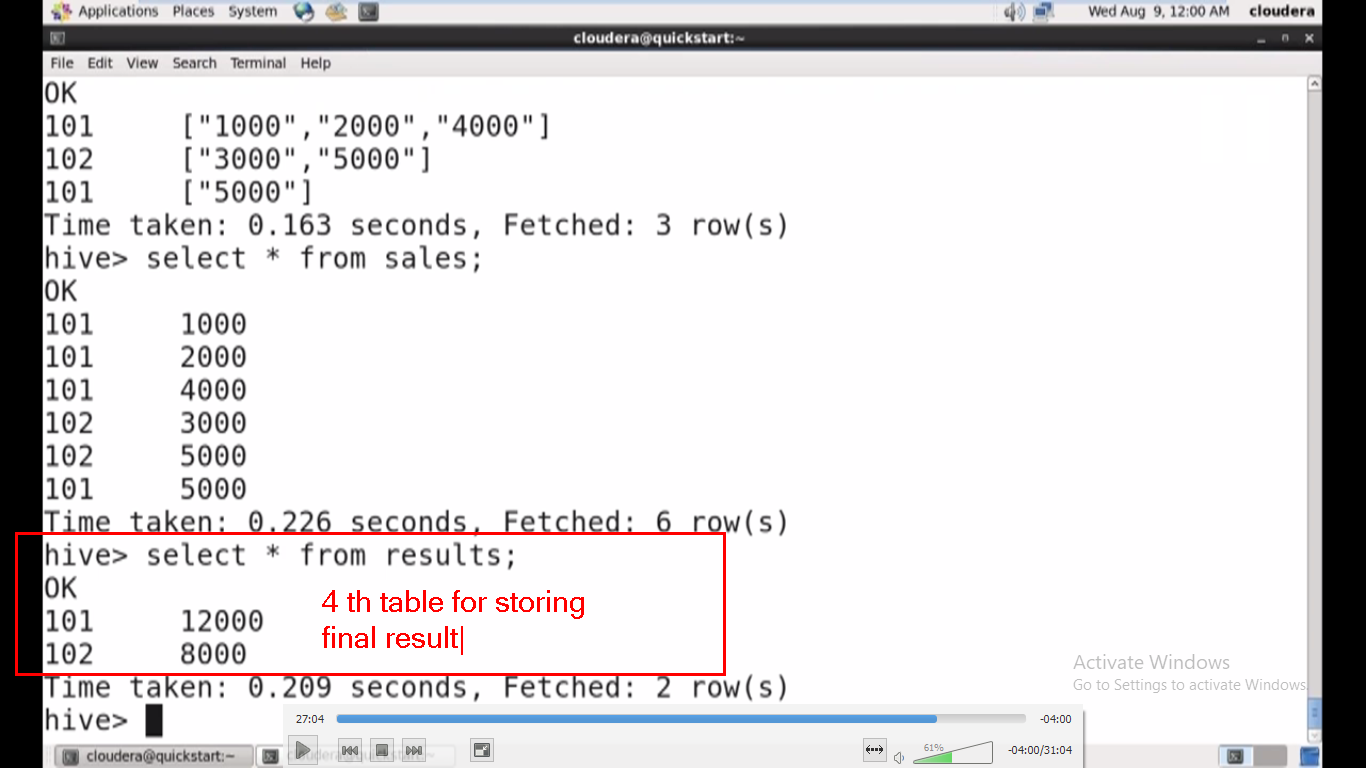 Applications Places System Wed Aug 9, 12:00 AM cloudera
cloudera@quickstart:~
File Edit View Search Terminal Help
OK
101 ["1000","2000","4000"]
102 ["3000","5000"]
101 ["5000"]
Time taken: 0.163 seconds, Fetched: 3 row(s)
hive> select * from sales;
OK
101 1000
101 2000
101 4000
102 3000
102 5000
101 5000
Time taken: 0.226 seconds, Fetched: 6 row(s)
hive> select * from results;
OK
4 th table for storing
101 12000
final result
102 8000
Activate Windows
Time taken: 0.209 seconds, Fetched: 2 row(s)
Go to Settings to activate Windows.
hive>
27:04 -04:00
61% -04:00/31:04
cloudera@quickstart:~ cloudera@quickstart:~